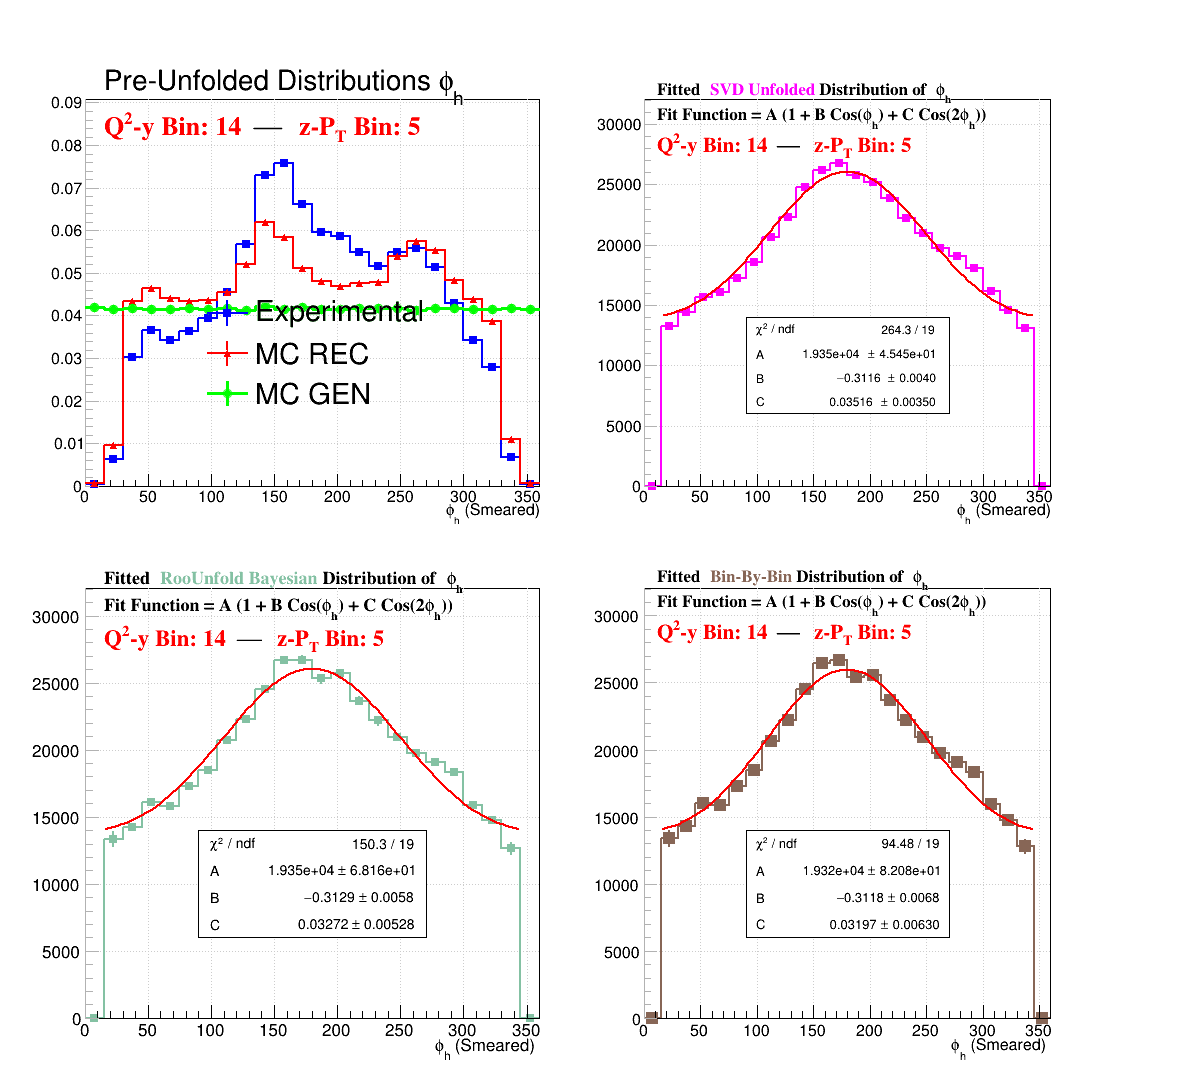 Pre-Unfolded Distributions ϕh
Q²-y Bin: 14 — z-PT Bin: 5
0.09
0.08
0.07
0.06
0.05
0.04
0.03
0.02
0.01
0
Experimental
MC REC
MC GEN
0 50 100 150 200 250 300 350
ϕh (Smeared)
Fitted SVD Unfolded Distribution of ϕh
Fit Function = A (1 + B Cos(ϕh) + C Cos(2ϕh))
Q²-y Bin: 14 — z-PT Bin: 5
30000
25000
20000
15000
10000
5000
0
χ² / ndf 264.3 / 19
A 1.935e+04 ± 4.545e+01
B −0.3116 ± 0.0040
C 0.03516 ± 0.00350
0 50 100 150 200 250 300 350
ϕh (Smeared)
Fitted RooUnfold Bayesian Distribution of ϕh
Fit Function = A (1 + B Cos(ϕh) + C Cos(2ϕh))
Q²-y Bin: 14 — z-PT Bin: 5
30000
25000
20000
15000
10000
5000
0
χ² / ndf 150.3 / 19
A 1.935e+04 ± 6.816e+01
B −0.3129 ± 0.0058
C 0.03272 ± 0.00528
0 50 100 150 200 250 300 350
ϕh (Smeared)
Fitted Bin-By-Bin Distribution of ϕh
Fit Function = A (1 + B Cos(ϕh) + C Cos(2ϕh))
Q²-y Bin: 14 — z-PT Bin: 5
30000
25000
20000
15000
10000
5000
0
χ² / ndf 94.48 / 19
A 1.932e+04 ± 8.208e+01
B −0.3118 ± 0.0068
C 0.03197 ± 0.00630
0 50 100 150 200 250 300 350
ϕh (Smeared)